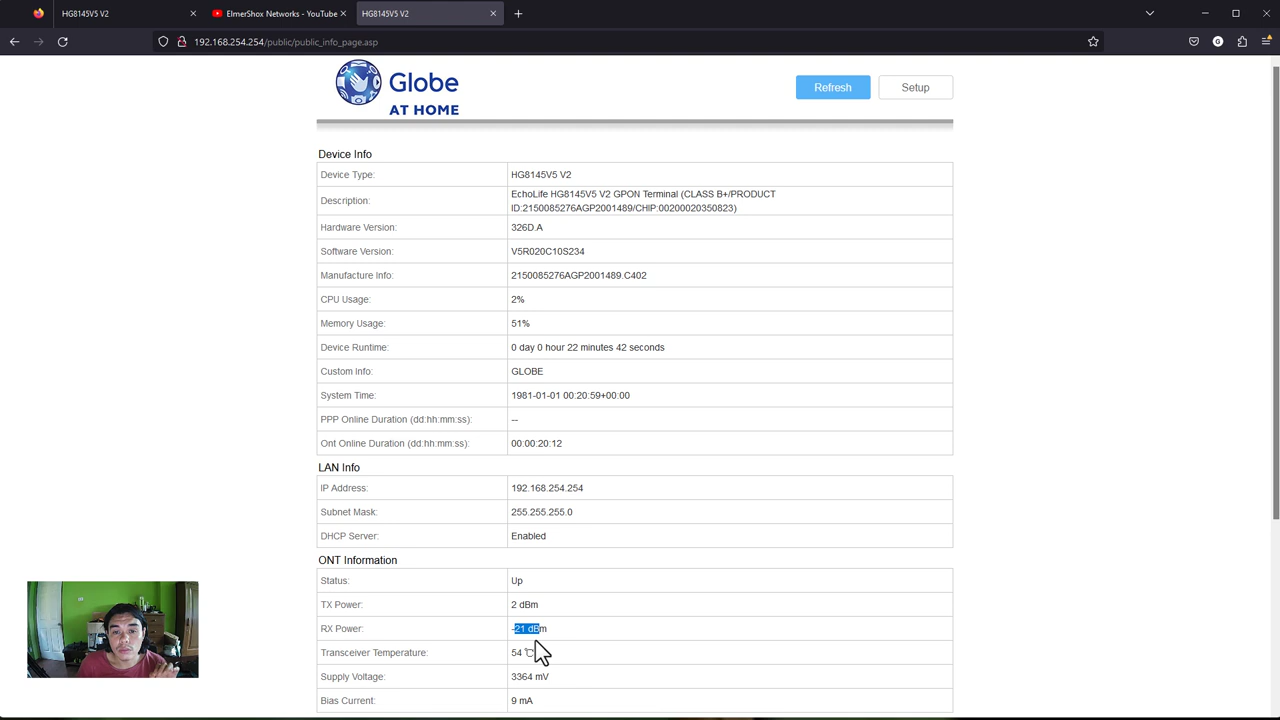 HG8145V5 V2
ElmerShox Networks - YouTube
HG8145V5 V2
192.168.254.254/public/public_info_page.asp
Globe
AT HOME
Refresh
Setup
Device Info
Device Type: HG8145V5 V2
Description: EchoLife HG8145V5 V2 GPON Terminal (CLASS B+/PRODUCT
ID:2150085276AGP2001489/CHIP:00200020350823)
Hardware Version: 326D.A
Software Version: V5R020C10S234
Manufacture Info: 2150085276AGP2001489.C402
CPU Usage: 2%
Memory Usage: 51%
Device Runtime: 0 day 0 hour 22 minutes 42 seconds
Custom Info: GLOBE
System Time: 1981-01-01 00:20:59+00:00
PPP Online Duration (dd:hh:mm:ss): --
Ont Online Duration (dd:hh:mm:ss): 00:00:20:12
LAN Info
IP Address: 192.168.254.254
Subnet Mask: 255.255.255.0
DHCP Server: Enabled
ONT Information
Status: Up
TX Power: 2 dBm
RX Power: -21 dBm
Transceiver Temperature: 54 ℃
Supply Voltage: 3364 mV
Bias Current: 9 mA